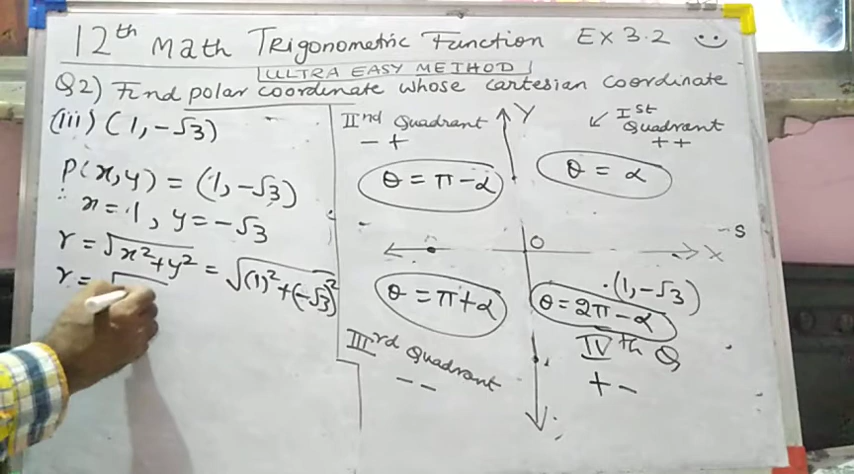 12th Math Trigonometric Function Ex 3.2
ULTRA EASY METHOD
Q2) Find polar coordinate whose cartesian coordinate
(iii) (1, -√3)
P(x,y) = (1, -√3)
∴ x = 1, y = -√3
r = √x²+y² = √(1)²+(-√3)²
r = √
IInd Quadrant
- +
θ = π-α
Y
Ist Quadrant
+ +
θ = α
O
X
-s
θ = π+α
IIIrd Quadrant
- -
.(1, -√3)
θ = 2π-α
IVth Q
+ -